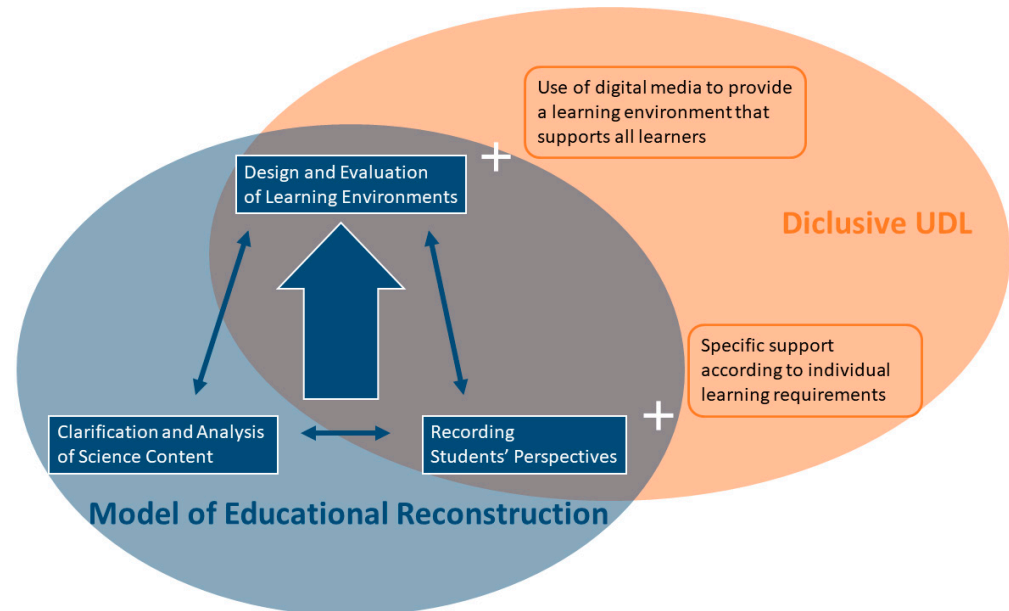 Use of digital media to provide
a learning environment that
supports all learners
Design and Evaluation
of Learning Environments
Diclusive UDL
Specific support
according to individual
learning requirements
Clarification and Analysis
of Science Content
Recording
Students’ Perspectives
Model of Educational Reconstruction